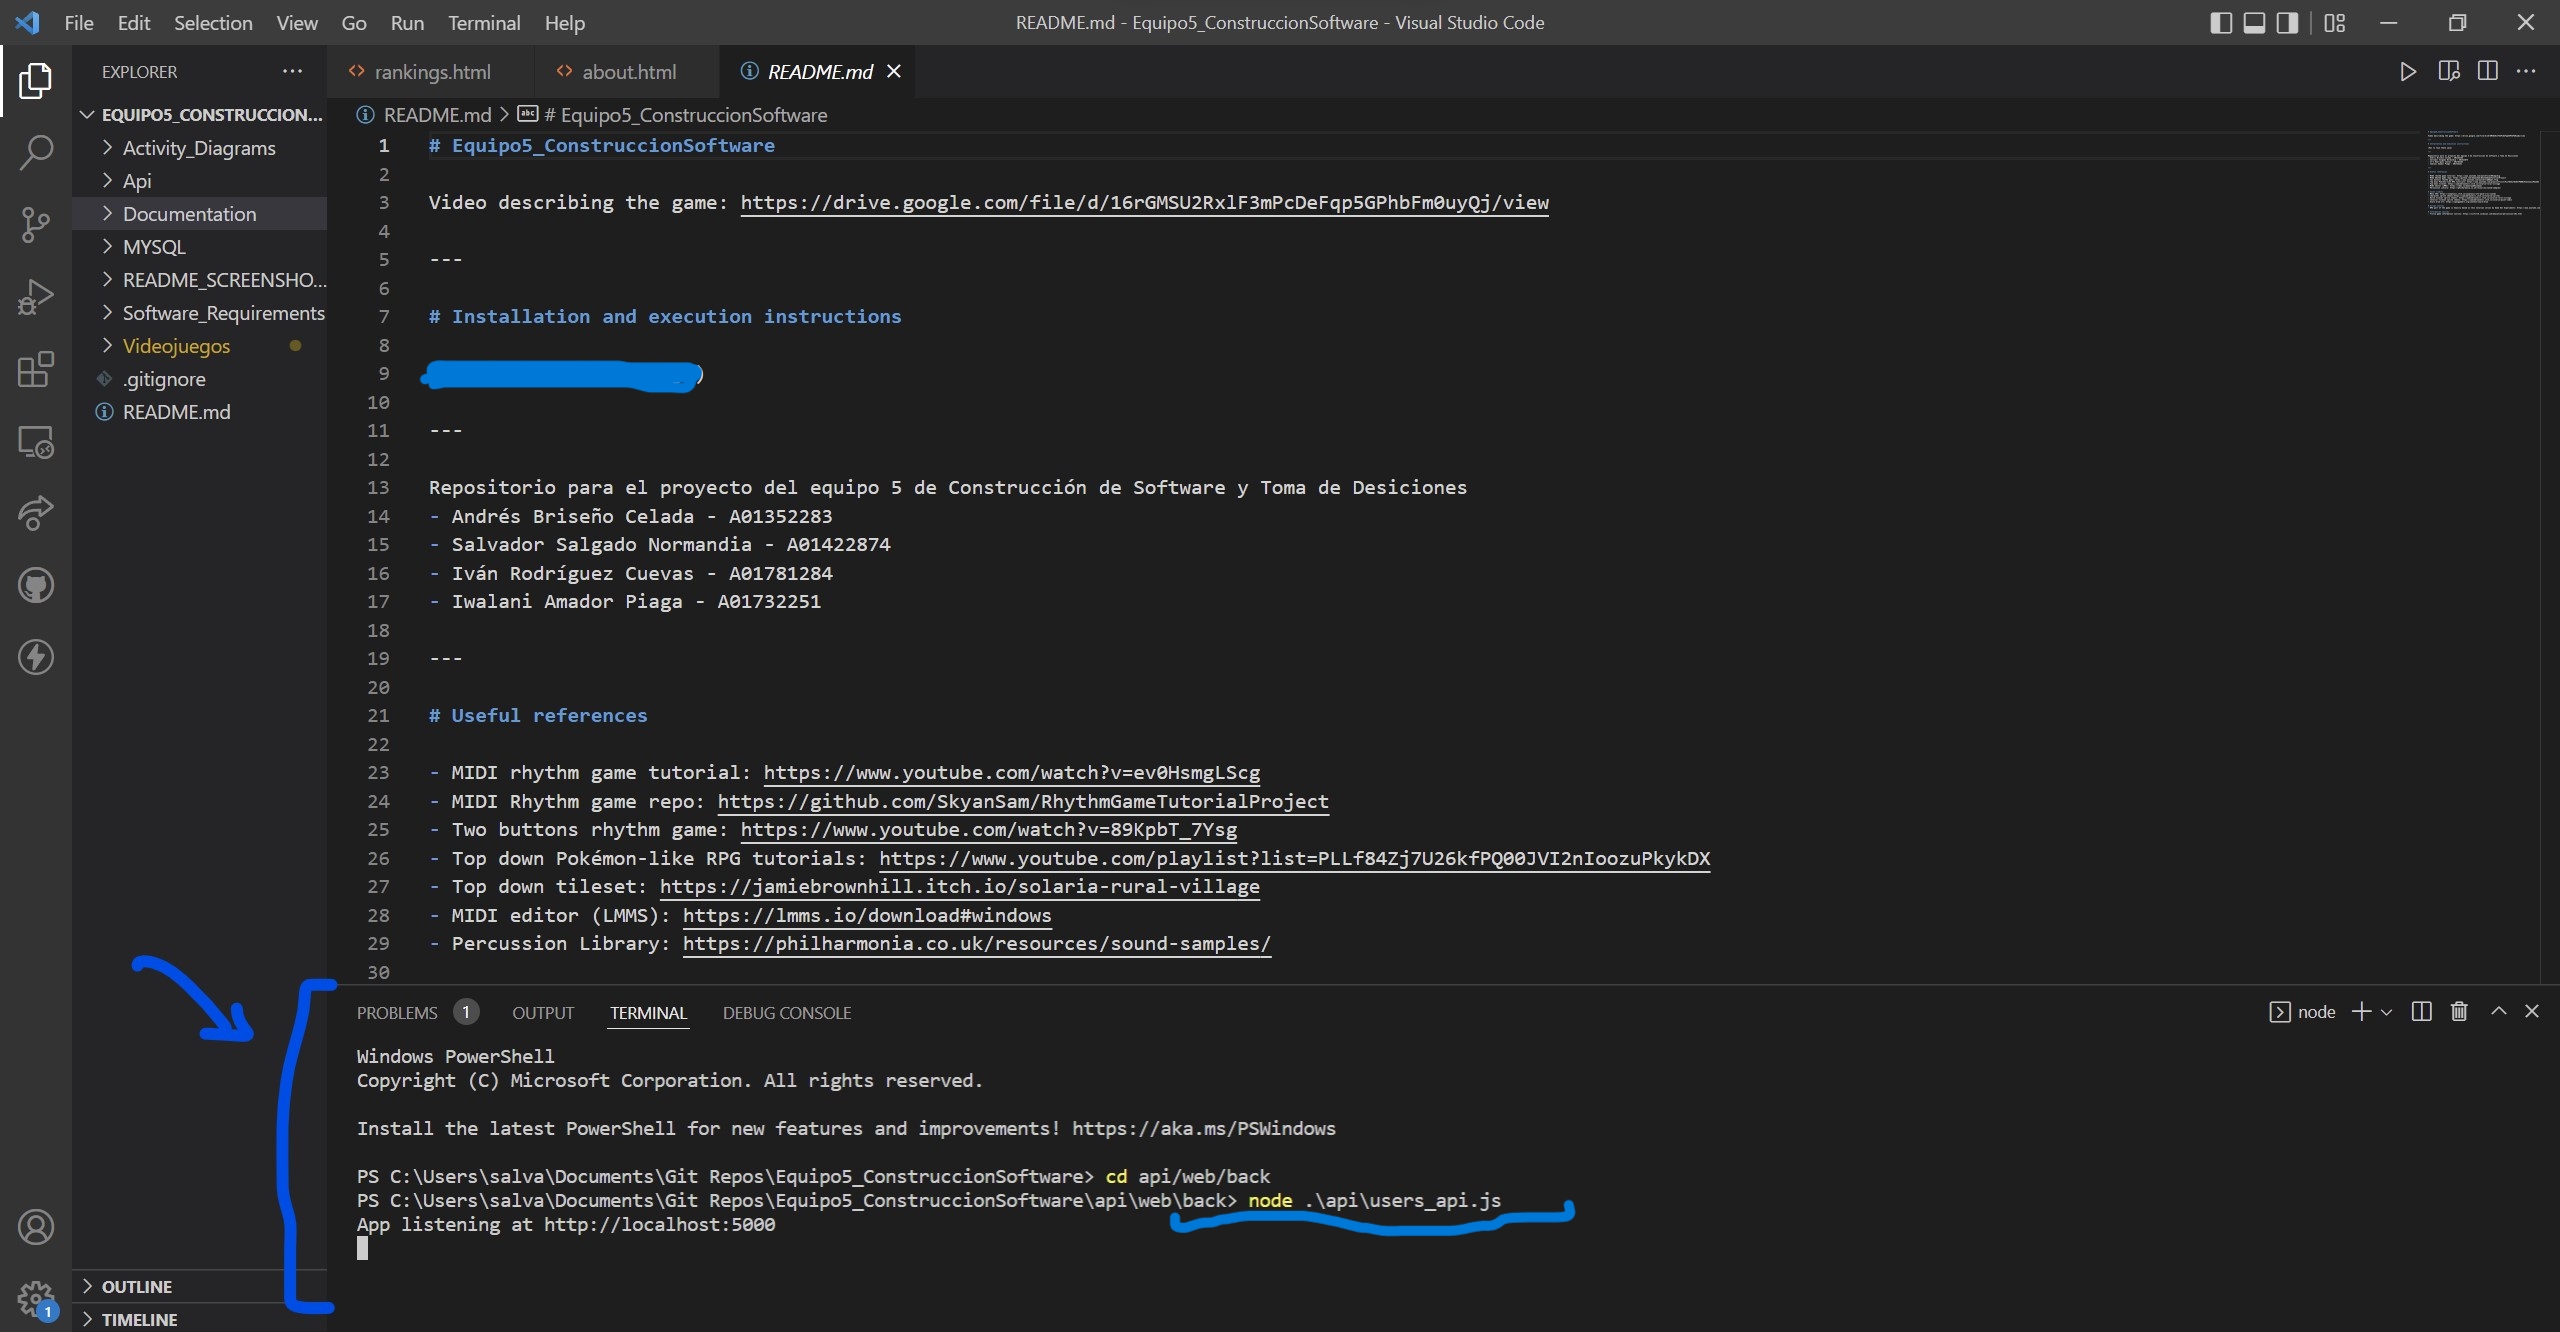 File Edit Selection View Go Run Terminal Help
README.md - Equipo5_ConstruccionSoftware - Visual Studio Code
EXPLORER
rankings.html
about.html
README.md
EQUIPO5_CONSTRUCCION...
Activity_Diagrams
Api
Documentation
MYSQL
README_SCREENSHO...
Software_Requirements
Videojuegos
.gitignore
README.md
OUTLINE
TIMELINE
1
README.md > # Equipo5_ConstruccionSoftware
1 # Equipo5_ConstruccionSoftware
2
3 Video describing the game: https://drive.google.com/file/d/16rGMSU2RxlF3mPcDeFqp5GPhbFm0uyQj/view
4
5 ---
6
7 # Installation and execution instructions
8
9 )
10
11 ---
12
13 Repositorio para el proyecto del equipo 5 de Construcción de Software y Toma de Desiciones
14 - Andrés Briseño Celada - A01352283
15 - Salvador Salgado Normandia - A01422874
16 - Iván Rodríguez Cuevas - A01781284
17 - Iwalani Amador Piaga - A01732251
18
19 ---
20
21 # Useful references
22
23 - MIDI rhythm game tutorial: https://www.youtube.com/watch?v=ev0HsmgLScg
24 - MIDI Rhythm game repo: https://github.com/SkyanSam/RhythmGameTutorialProject
25 - Two buttons rhythm game: https://www.youtube.com/watch?v=89KpbT_7Ysg
26 - Top down Pokémon-like RPG tutorials: https://www.youtube.com/playlist?list=PLLf84Zj7U26kfPQ00JVI2nIoozuPkykDX
27 - Top down tileset: https://jamiebrownhill.itch.io/solaria-rural-village
28 - MIDI editor (LMMS): https://lmms.io/download#windows
29 - Percussion Library: https://philharmonia.co.uk/resources/sound-samples/
30
PROBLEMS 1 OUTPUT TERMINAL DEBUG CONSOLE
node
Windows PowerShell
Copyright (C) Microsoft Corporation. All rights reserved.
Install the latest PowerShell for new features and improvements! https://aka.ms/PSWindows
PS C:\Users\salva\Documents\Git Repos\Equipo5_ConstruccionSoftware> cd api/web/back
PS C:\Users\salva\Documents\Git Repos\Equipo5_ConstruccionSoftware\api\web\back> node .\api\users_api.js
App listening at http://localhost:5000